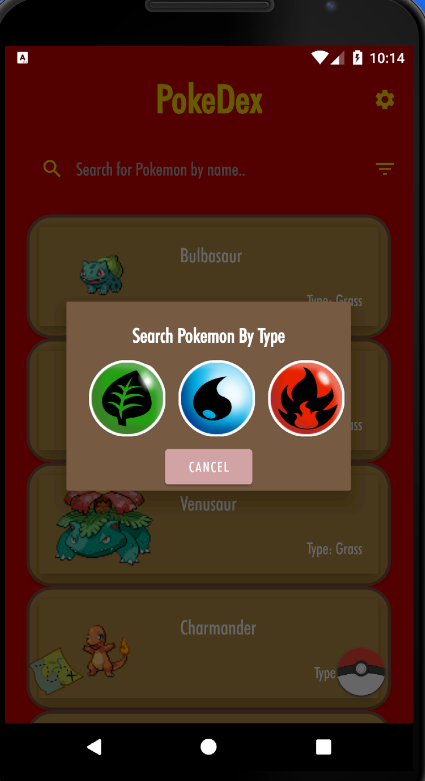 A
10:14
PokeDex
Search for Pokemon by name..
Bulbasaur
Type: Grass
Search Pokemon By Type
ass
CANCEL
Venusaur
Type: Grass
Charmander
Type